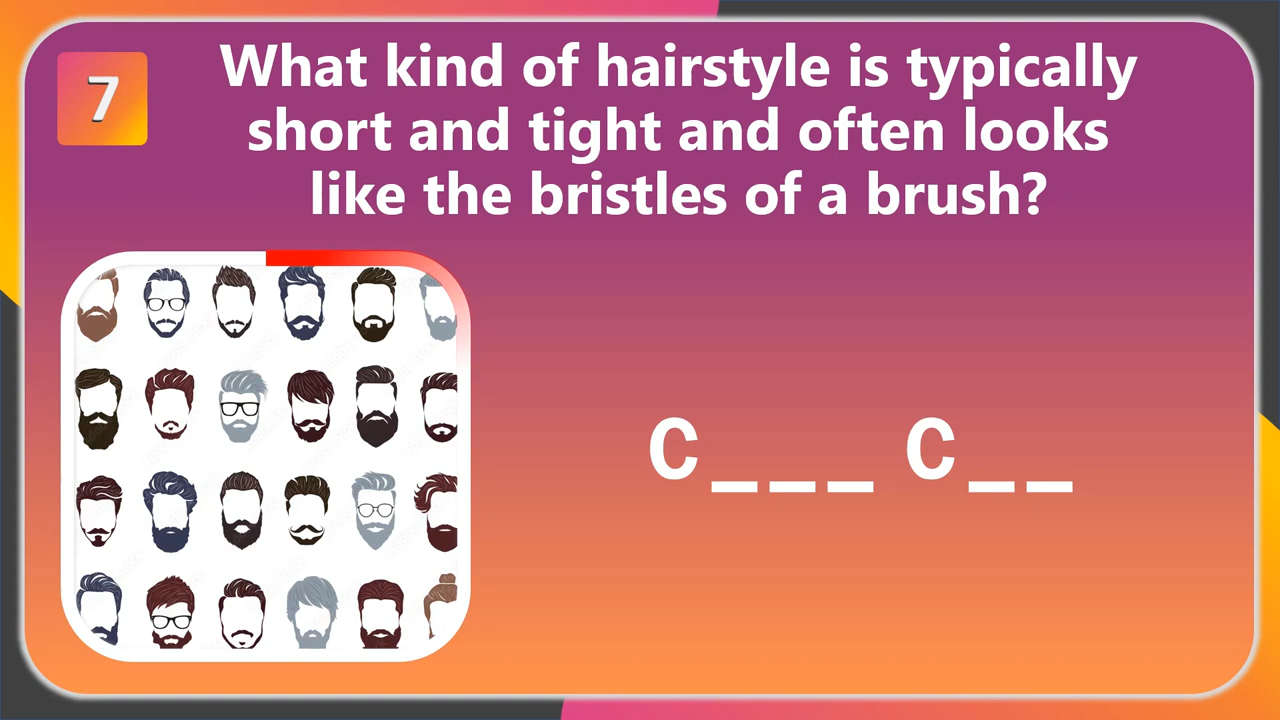 7
What kind of hairstyle is typically
short and tight and often looks
like the bristles of a brush?
C___ C__